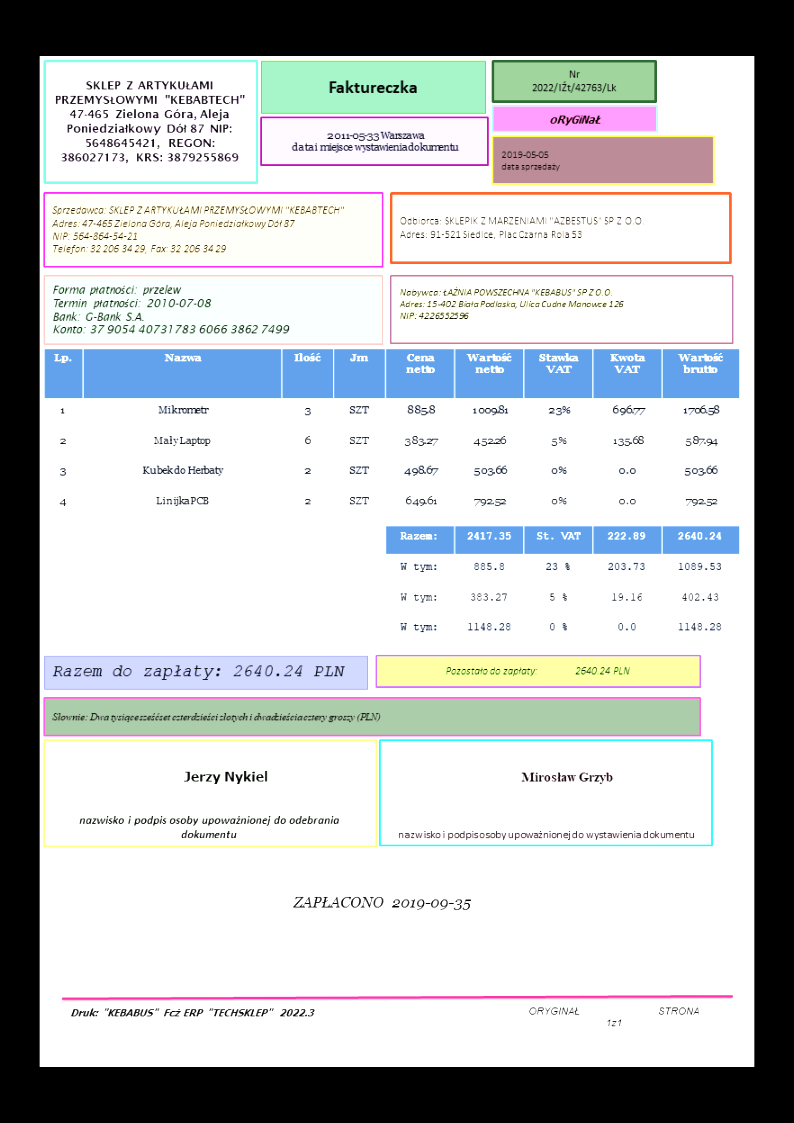 SKLEP Z ARTYKUŁAMI
PRZEMYSŁOWYMI "KEBABTECH"
47-465 Zielona Góra, Aleja
Poniedziałkowy Dół 87 NIP:
5648645421, REGON:
386027173, KRS: 3879255869
Faktureczka
2011-05-33 Warszawa
data i miejsce wystawienia dokumentu
Nr
2022/IŹt/42763/Lk
oRyGiNaŁ
2019-05-05
data sprzedaży
Sprzedawca: SKLEP Z ARTYKUŁAMI PRZEMYSŁOWYMI "KEBABTECH"
Adres: 47-465 Zielona Góra, Aleja Poniedziałkowy Dół 87
NIP: 564-864-54-21
Telefon: 32 206 34 29, Fax: 32 206 34 29
Odbiorca: SKLEPIK Z MARZENIAMI "AZBESTUS" SP Z O.O.
Adres: 91-521 Siedlce, Plac Czarna Rola 53
Forma płatności: przelew
Termin płatności: 2010-07-08
Bank: G-Bank S.A.
Konto: 37 9054 40731783 6066 3862 7499
Nabywca: ŁAŹNIA POWSZECHNA "KEBABUS" SP Z O.O.
Adres: 15-402 Biała Podlaska, Ulica Cudne Manowce 126
NIP: 4226552596
Lp. Nazwa Ilość Jm Cena netto Wartość netto Stawka VAT Kwota VAT Wartość brutto
1 Mikrometr 3 SZT 885.8 1009.81 23% 696.77 1706.58
2 Mały Laptop 6 SZT 383.27 452.26 5% 135.68 587.94
3 Kubek do Herbaty 2 SZT 498.67 503.66 0% 0.0 503.66
4 Linijka PCB 2 SZT 649.61 792.52 0% 0.0 792.52
Razem: 2417.35 St. VAT 222.89 2640.24
W tym: 885.8 23 % 203.73 1089.53
W tym: 383.27 5 % 19.16 402.43
W tym: 1148.28 0 % 0.0 1148.28
Razem do zapłaty: 2640.24 PLN
Pozostało do zapłaty: 2640.24 PLN
Słownie: Dwa tysiące sześćset czterdzieści złotych i dwadzieścia cztery groszy (PLN)
Jerzy Nykiel
nazwisko i podpis osoby upoważnionej do odebrania
dokumentu
Mirosław Grzyb
nazwisko i podpis osoby upoważnionej do wystawienia dokumentu
ZAPŁACONO 2019-09-35
Druk: "KEBABUS" Fcż ERP "TECHSKLEP" 2022.3
ORYGINAŁ STRONA
1 z 1